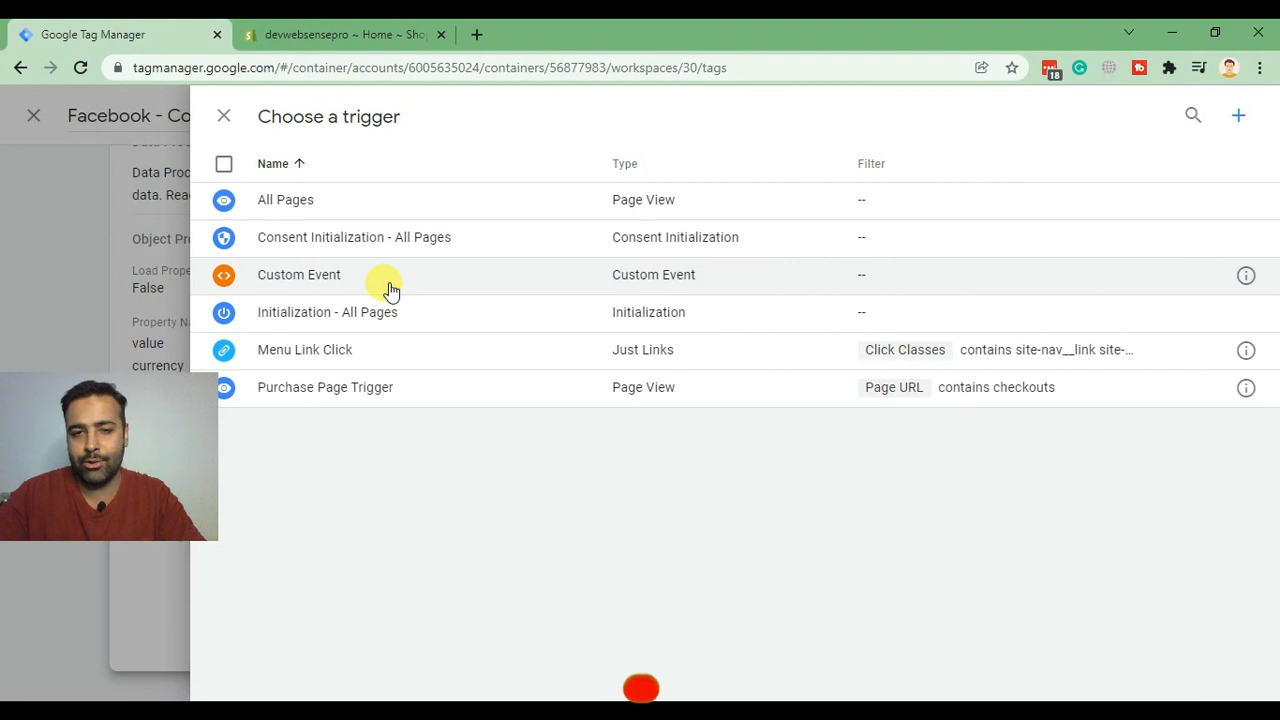 Google Tag Manager
devwebsensepro ~ Home ~ Sho
tagmanager.google.com/#/container/accounts/6005635024/containers/56877983/workspaces/30/tags
18
Facebook - Co
Choose a trigger
Name Type Filter
All Pages Page View --
Consent Initialization - All Pages Consent Initialization --
Custom Event Custom Event --
Initialization - All Pages Initialization --
Menu Link Click Just Links Click Classes contains site-nav__link site-...
Purchase Page Trigger Page View Page URL contains checkouts
Data Proc
data. Rea
Object Pr
Load Prope
False
Property Na
value
currency